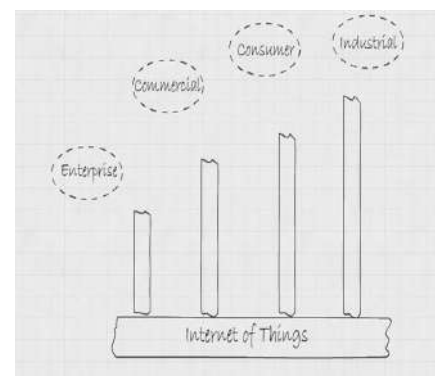 Industrial
Consumer
Commercial
Enterprise
Internet of Things